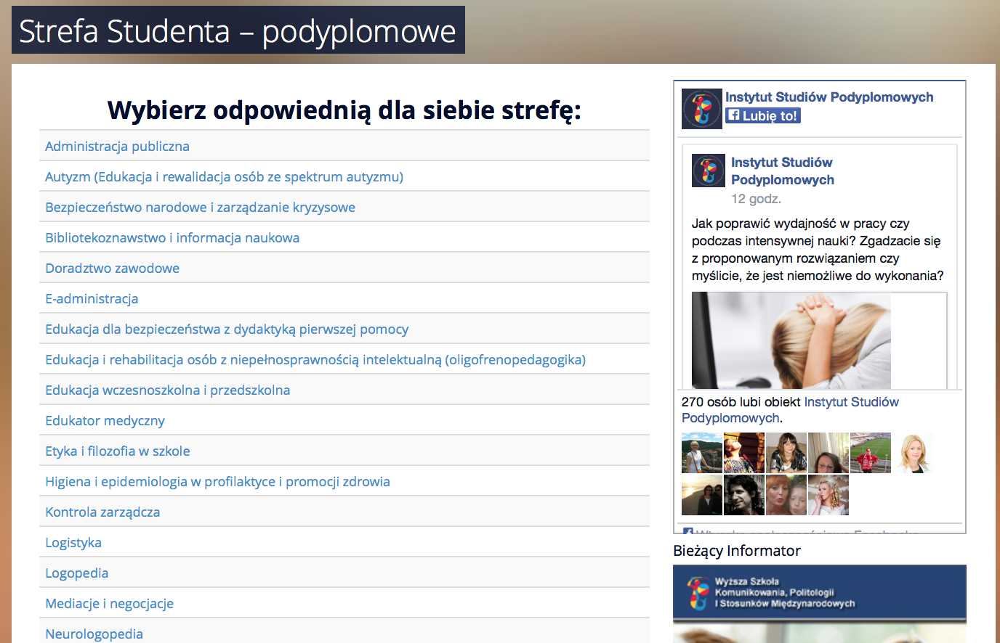 Strefa Studenta – podyplomowe
Wybierz odpowiednią dla siebie strefę:
Administracja publiczna
Autyzm (Edukacja i rewalidacja osób ze spektrum autyzmu)
Bezpieczeństwo narodowe i zarządzanie kryzysowe
Bibliotekoznawstwo i informacja naukowa
Doradztwo zawodowe
E-administracja
Edukacja dla bezpieczeństwa z dydaktyką pierwszej pomocy
Edukacja i rehabilitacja osób z niepełnosprawnością intelektualną (oligofrenopedagogika)
Edukacja wczesnoszkolna i przedszkolna
Edukator medyczny
Etyka i filozofia w szkole
Higiena i epidemiologia w profilaktyce i promocji zdrowia
Kontrola zarządcza
Logistyka
Logopedia
Mediacje i negocjacje
Neurologopedia
Instytut Studiów Podyplomowych
Lubię to!
Instytut Studiów
Podyplomowych
12 godz.
Jak poprawić wydajność w pracy czy
podczas intensywnej nauki? Zgadzacie się
z proponowanym rozwiązaniem czy
myślicie, że jest niemożliwe do wykonania?
270 osób lubi obiekt Instytut Studiów
Podyplomowych.
Bieżący Informator
Wyższa Szkoła
Komunikowania, Politologii
I Stosunków Międzynarodowych